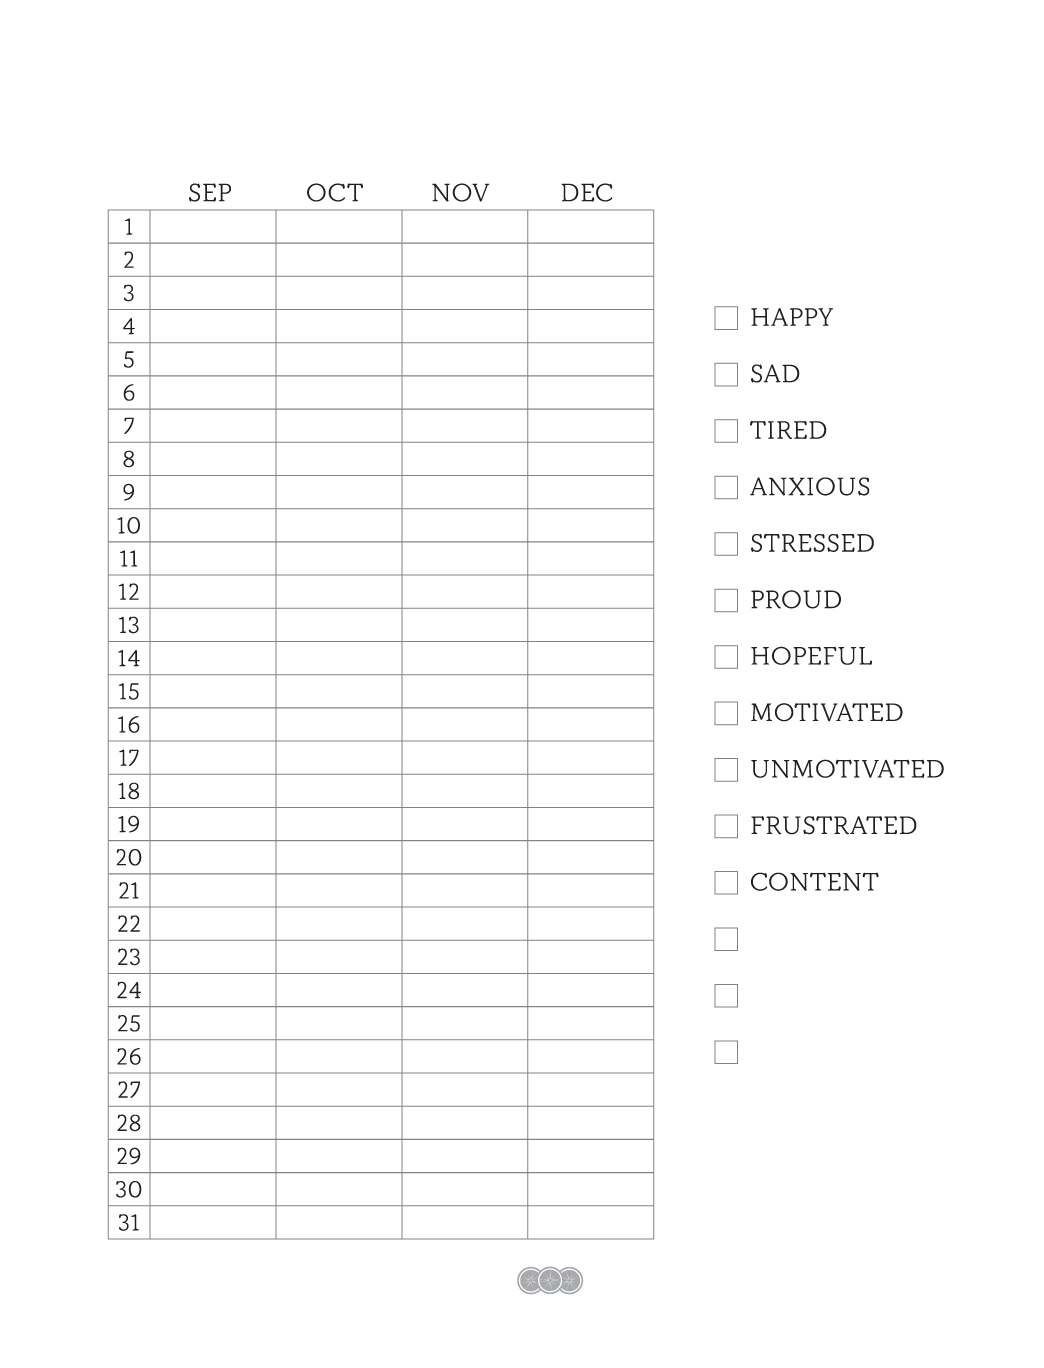 SEP OCT NOV DEC
1
2
3
4
5
6
7
8
9
10
11
12
13
14
15
16
17
18
19
20
21
22
23
24
25
26
27
28
29
30
31
HAPPY
SAD
TIRED
ANXIOUS
STRESSED
PROUD
HOPEFUL
MOTIVATED
UNMOTIVATED
FRUSTRATED
CONTENT